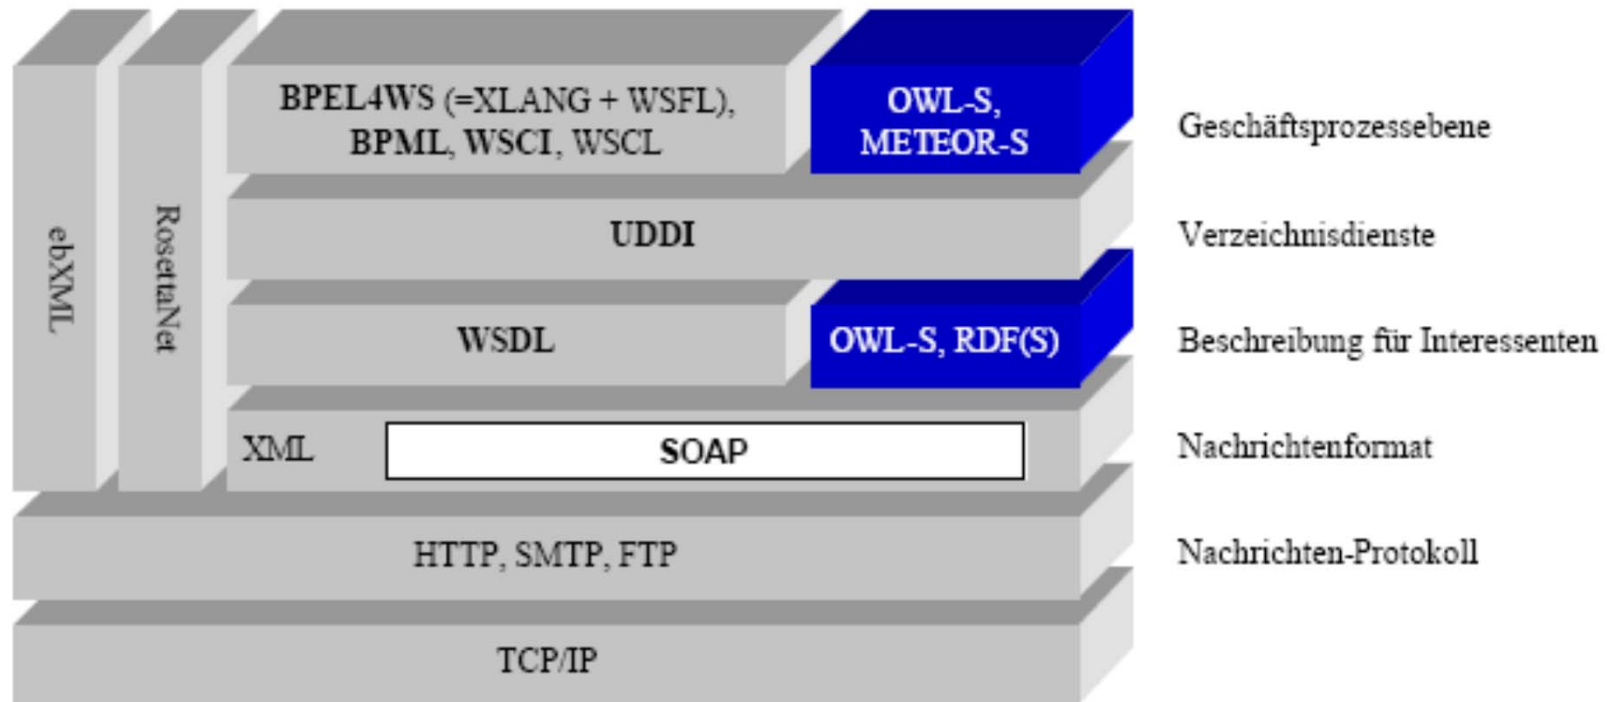 ebXML
RosettaNet
BPEL4WS (=XLANG + WSFL),
BPML, WSCI, WSCL
OWL-S,
METEOR-S
Geschäftsprozessebene
UDDI
Verzeichnisdienste
WSDL
OWL-S, RDF(S)
Beschreibung für Interessenten
XML
SOAP
Nachrichtenformat
HTTP, SMTP, FTP
Nachrichten-Protokoll
TCP/IP